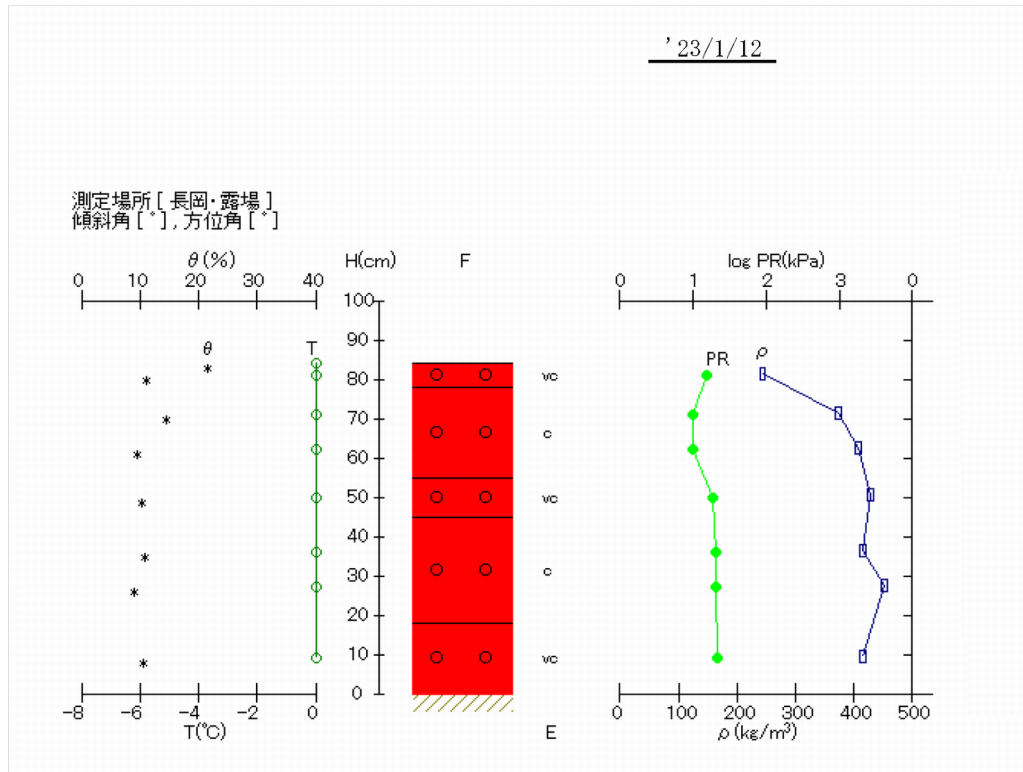 '23/1/12
測定場所 [ 長岡・露場 ]
傾斜角 [ °] , 方位角 [ °]
θ(%) H(cm) F log PR(kPa)
0 10 20 30 40 0 1 2 3 0
100
90
θ T PR ρ
80 vc
70
c
60
50 vc
40
30 c
20
10 vc
0
-8 -6 -4 -2 0 0 100 200 300 400 500
T(℃) E ρ(kg/m³)